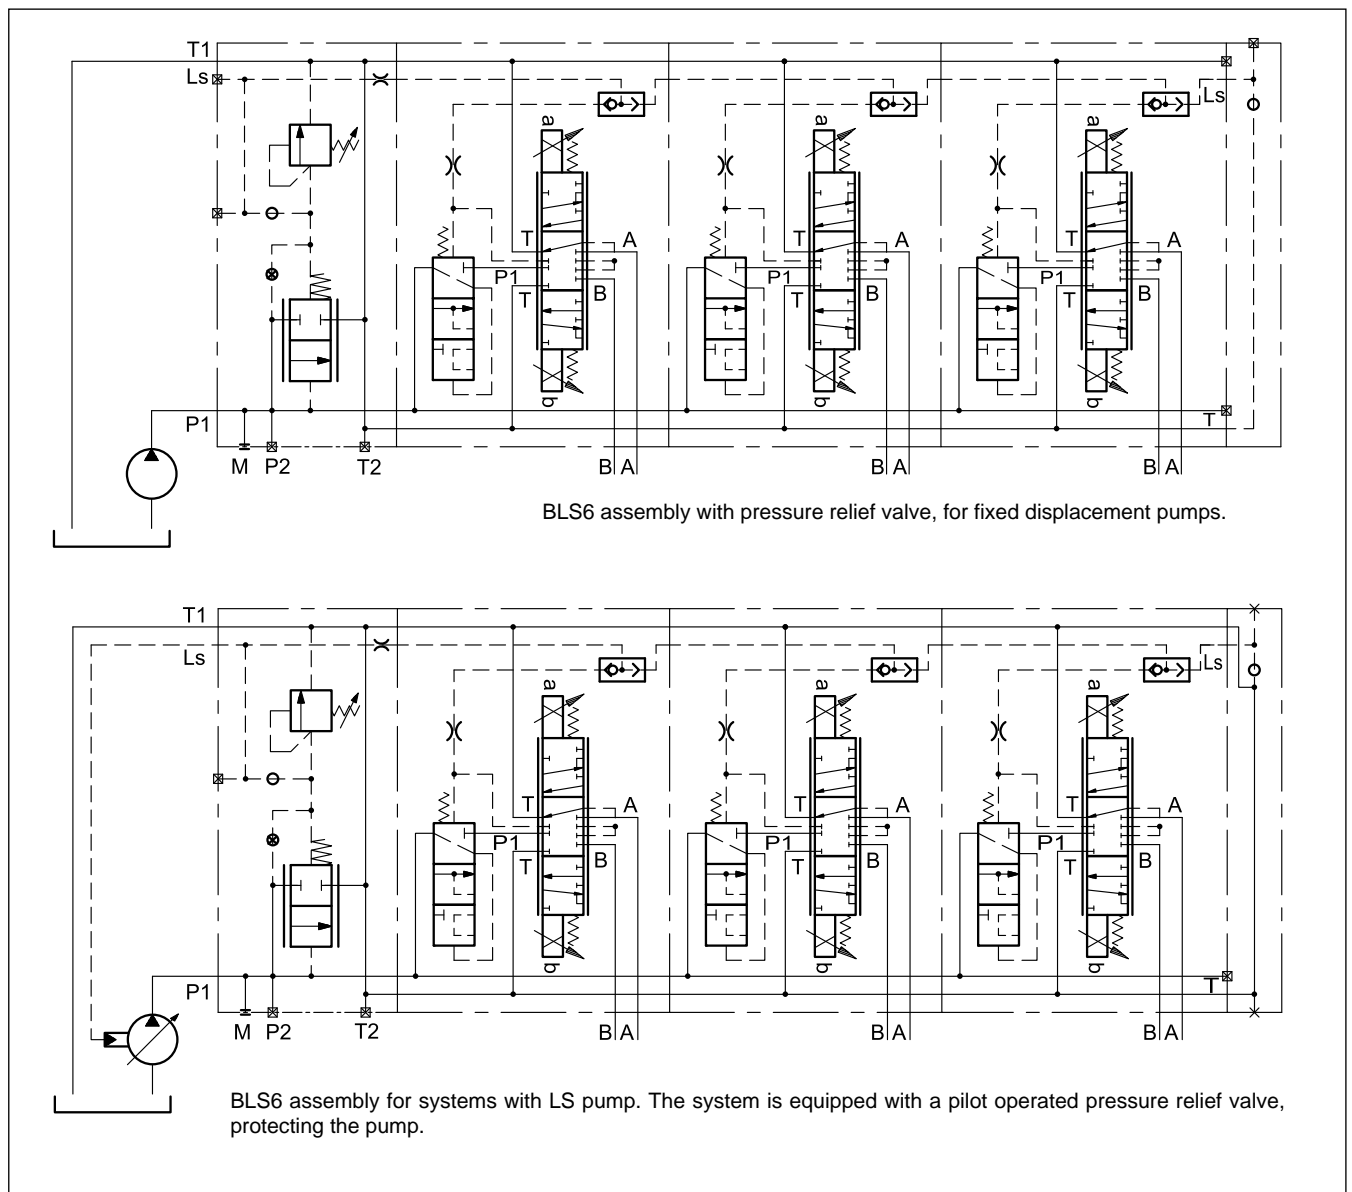 T1
Ls
Ls
a a a
T A T A T A
P1 P1 P1
T B T B T B
b b b
P1
T
M P2 T2 B A B A B A
BLS6 assembly with pressure relief valve, for fixed displacement pumps.
T1
Ls
Ls
a a a
T A T A T A
P1 P1 P1
T B T B T B
b b b
P1
T
M P2 T2 B A B A B A
BLS6 assembly for systems with LS pump. The system is equipped with a pilot operated pressure relief valve,
protecting the pump.